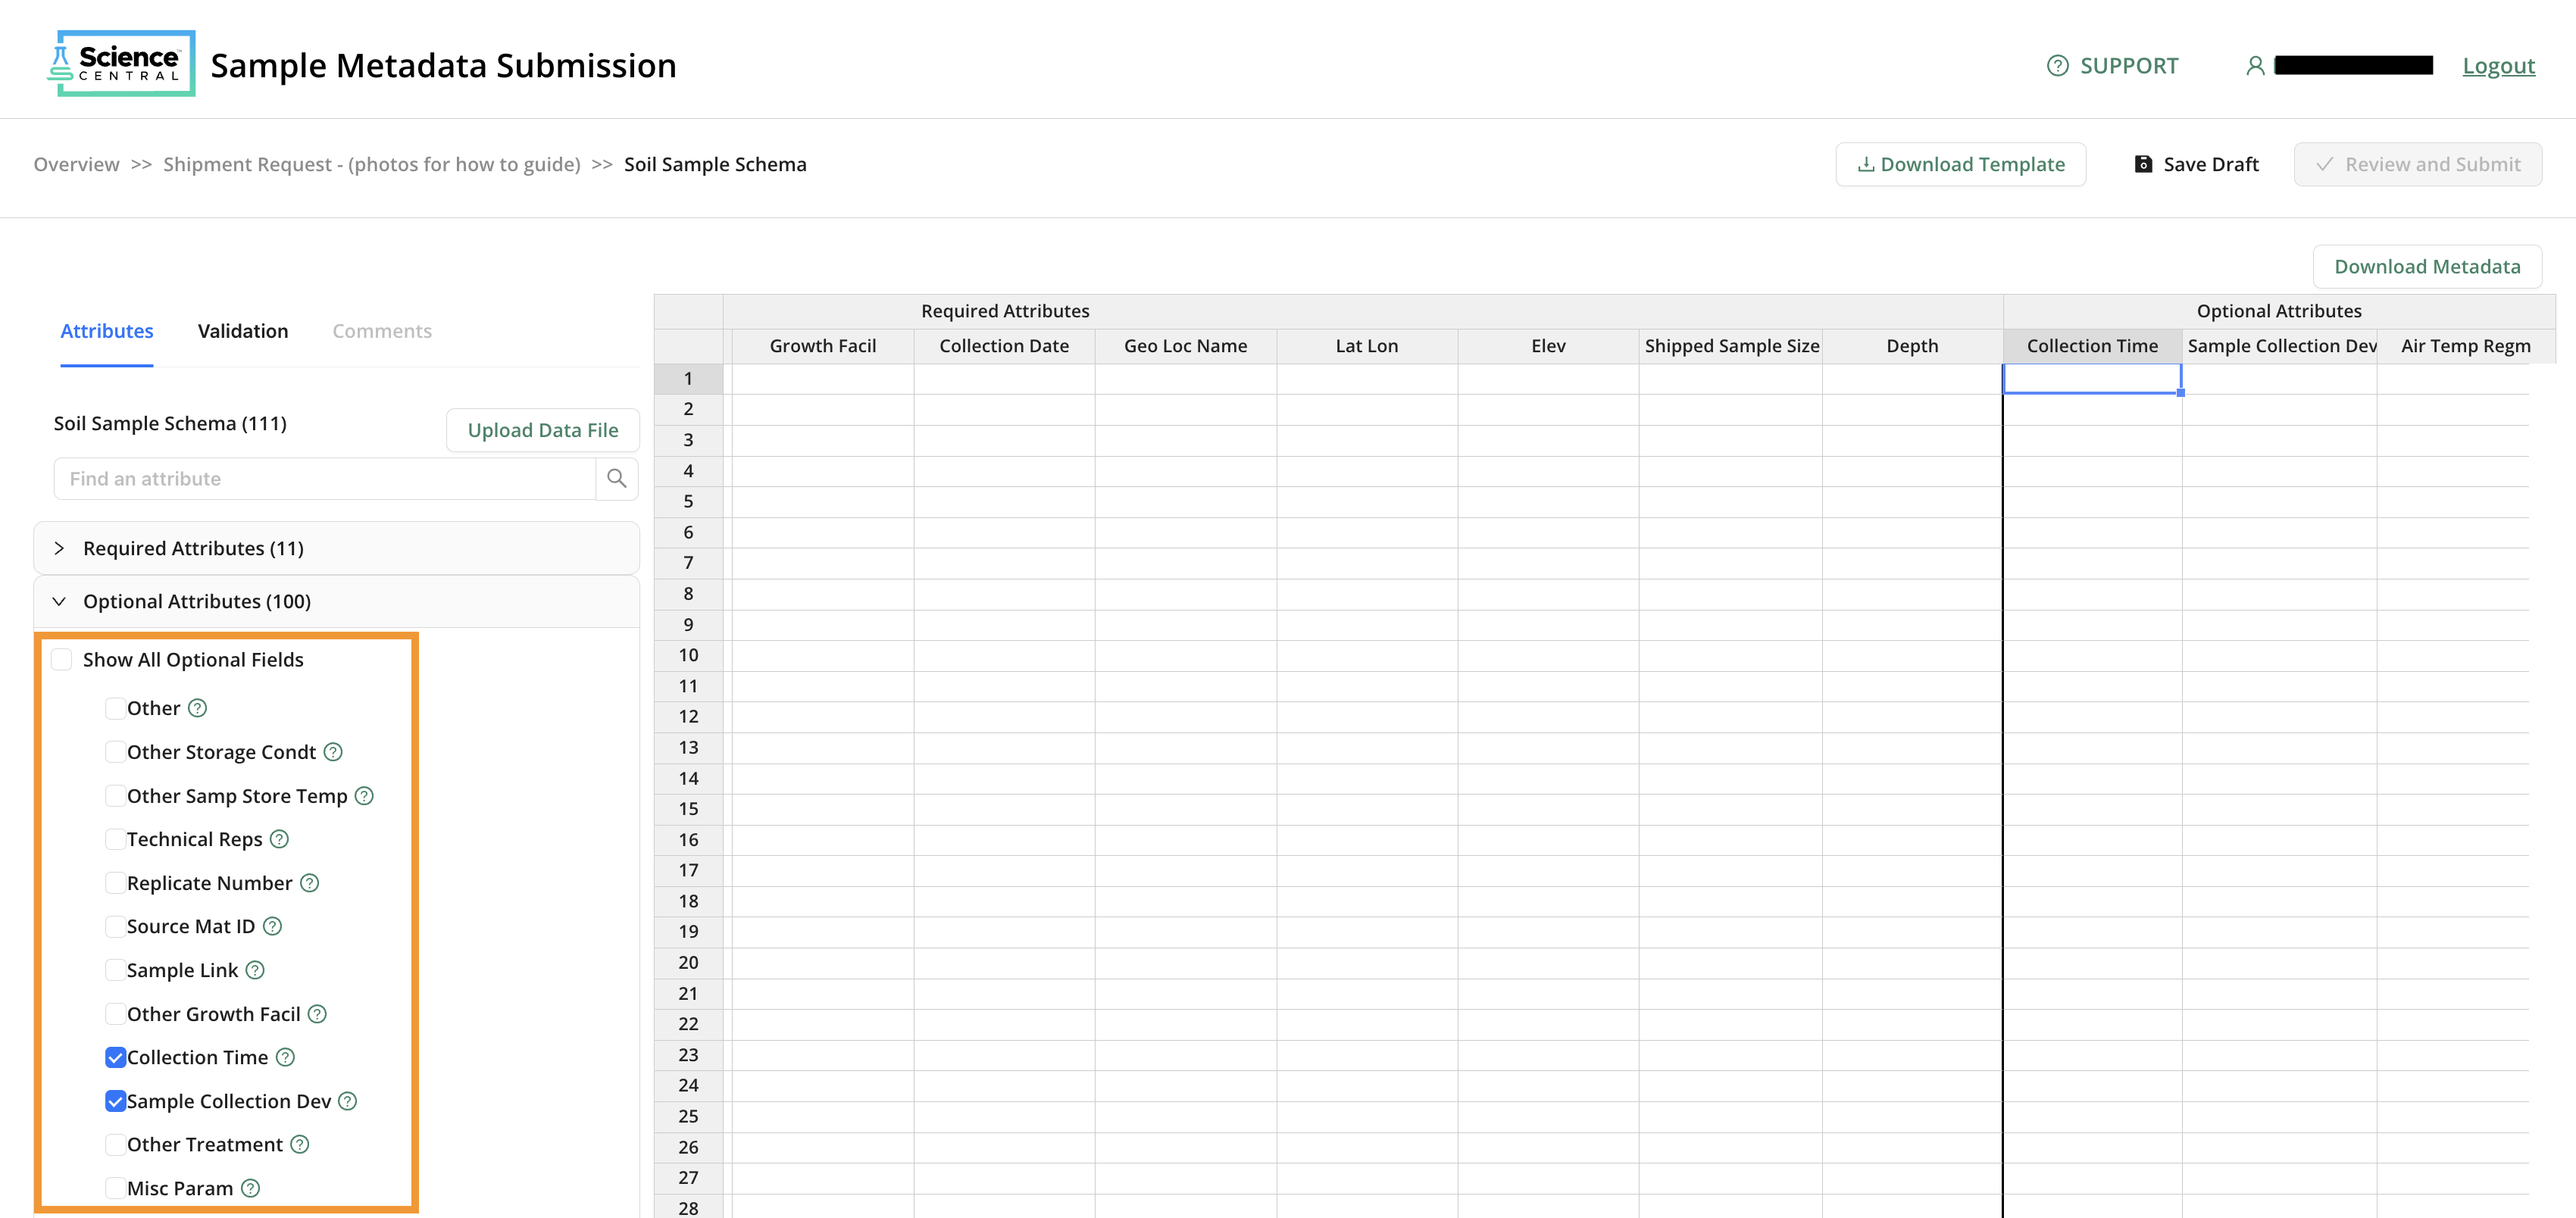 Science™
CENTRAL
Sample Metadata Submission
SUPPORT
Logout
Overview >> Shipment Request - (photos for how to guide) >> Soil Sample Schema
Download Template
Save Draft
Review and Submit
Download Metadata
Attributes
Validation
Comments
Soil Sample Schema (111)
Upload Data File
Find an attribute
Required Attributes (11)
Optional Attributes (100)
Show All Optional Fields
Other
Other Storage Condt
Other Samp Store Temp
Technical Reps
Replicate Number
Source Mat ID
Sample Link
Other Growth Facil
Collection Time
Sample Collection Dev
Other Treatment
Misc Param
Required Attributes
Optional Attributes
Growth Facil
Collection Date
Geo Loc Name
Lat Lon
Elev
Shipped Sample Size
Depth
Collection Time
Sample Collection Dev
Air Temp Regm
1
2
3
4
5
6
7
8
9
10
11
12
13
14
15
16
17
18
19
20
21
22
23
24
25
26
27
28